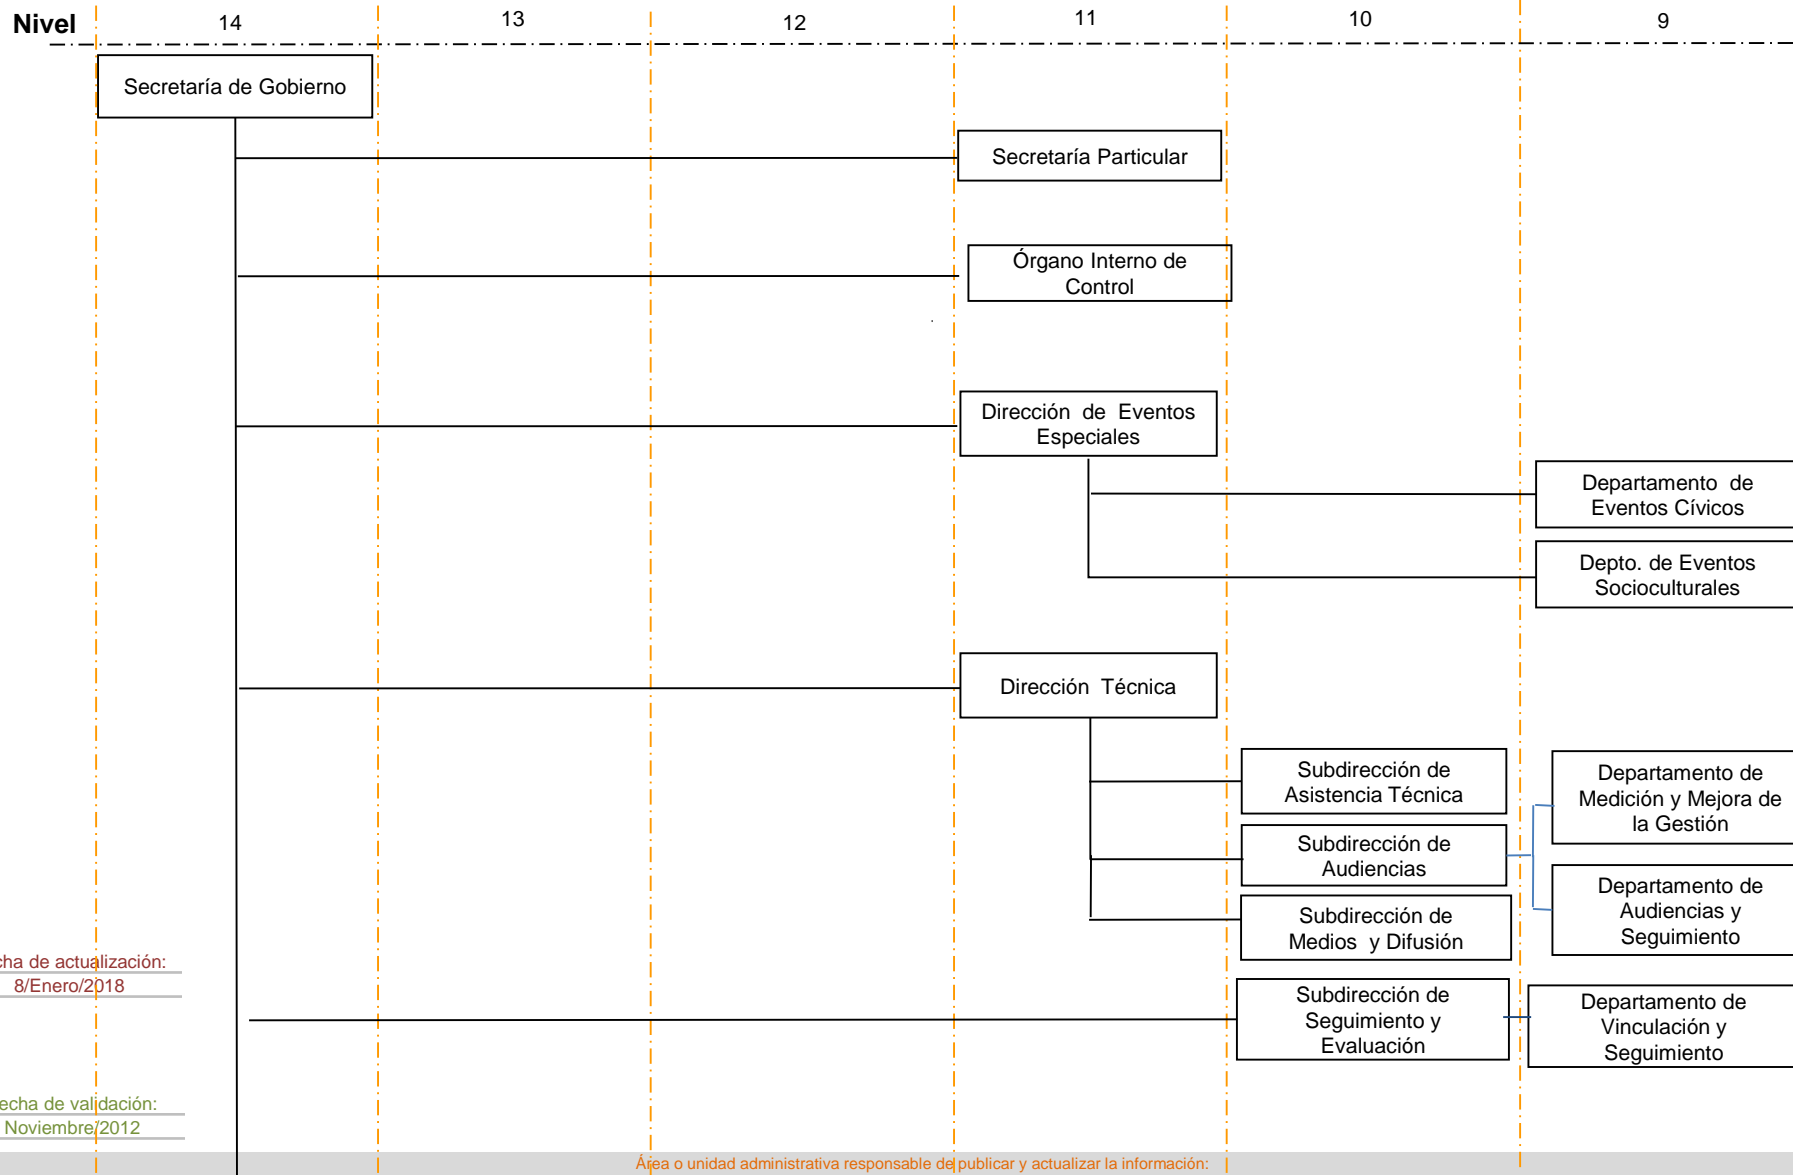 Nivel 14 13 12 11 10 9
Secretaría de Gobierno
Secretaría Particular
Órgano Interno de
Control
Dirección de Eventos
Especiales
Departamento de
Eventos Cívicos
Depto. de Eventos
Socioculturales
Dirección Técnica
Subdirección de
Asistencia Técnica
Departamento de
Medición y Mejora de
la Gestión
Subdirección de
Audiencias
Departamento de
Audiencias y
Seguimiento
Subdirección de
Medios y Difusión
cha de actualización:
8/Enero/2018
Subdirección de
Seguimiento y
Evaluación
Departamento de
Vinculación y
Seguimiento
echa de validación:
Noviembre/2012
Área o unidad administrativa responsable de publicar y actualizar la información: